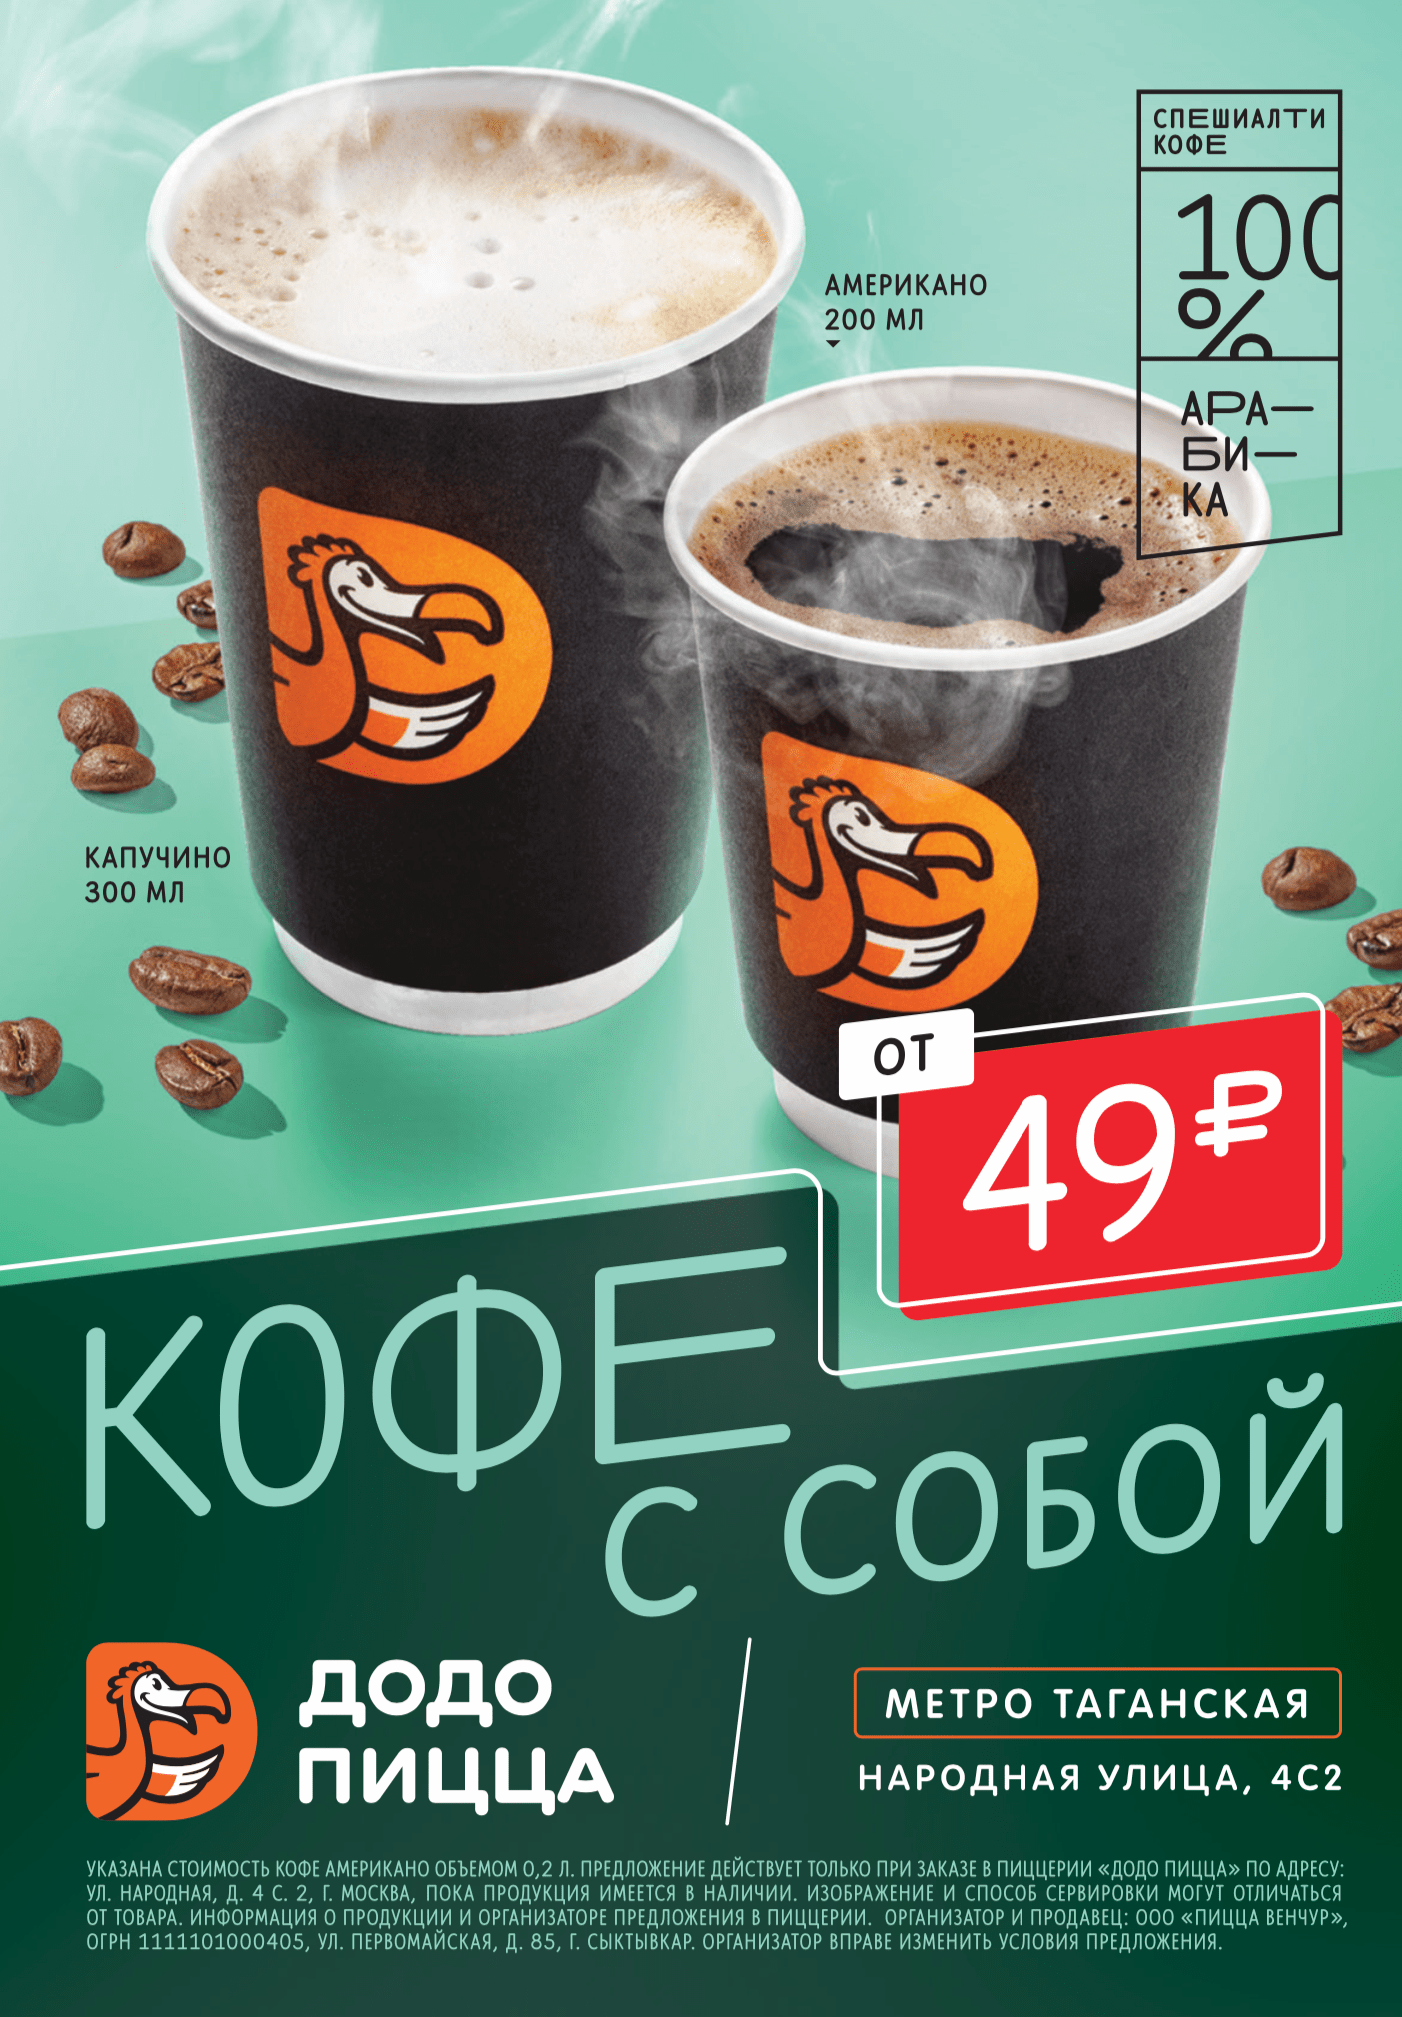 СПЕШИАЛТИ
КОФЕ
100
%
АРА—
БИ—
КА
АМЕРИКАНО
200 МЛ
КАПУЧИНО
300 МЛ
ОТ
49₽
КОФЕ
С СОБОЙ
ДОДО
ПИЦЦА
МЕТРО ТАГАНСКАЯ
НАРОДНАЯ УЛИЦА, 4С2
УКАЗАНА СТОИМОСТЬ КОФЕ АМЕРИКАНО ОБЪЕМОМ 0,2 Л. ПРЕДЛОЖЕНИЕ ДЕЙСТВУЕТ ТОЛЬКО ПРИ ЗАКАЗЕ В ПИЦЦЕРИИ «ДОДО ПИЦЦА» ПО АДРЕСУ:
УЛ. НАРОДНАЯ, Д. 4 С. 2, Г. МОСКВА, ПОКА ПРОДУКЦИЯ ИМЕЕТСЯ В НАЛИЧИИ. ИЗОБРАЖЕНИЕ И СПОСОБ СЕРВИРОВКИ МОГУТ ОТЛИЧАТЬСЯ
ОТ ТОВАРА. ИНФОРМАЦИЯ О ПРОДУКЦИИ И ОРГАНИЗАТОРЕ ПРЕДЛОЖЕНИЯ В ПИЦЦЕРИИ. ОРГАНИЗАТОР И ПРОДАВЕЦ: ООО «ПИЦЦА ВЕНЧУР»,
ОГРН 1111101000405, УЛ. ПЕРВОМАЙСКАЯ, Д. 85, Г. СЫКТЫВКАР. ОРГАНИЗАТОР ВПРАВЕ ИЗМЕНИТЬ УСЛОВИЯ ПРЕДЛОЖЕНИЯ.